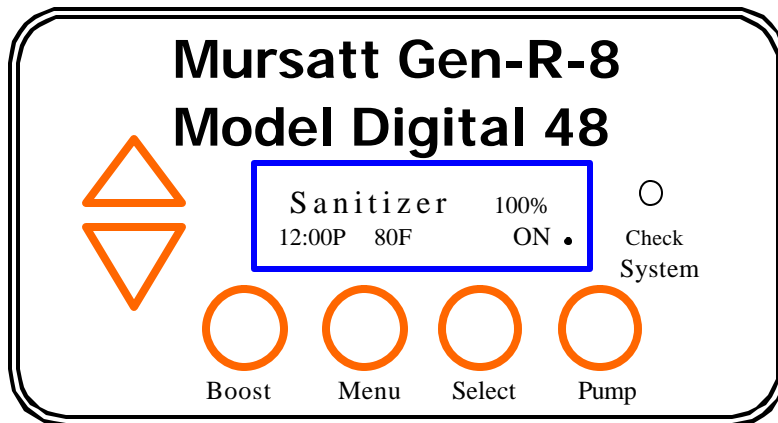 Mursatt Gen-R-8
Model Digital 48
Sanitizer 100%
12:00P 80F ON .
Check
System
Boost Menu Select Pump